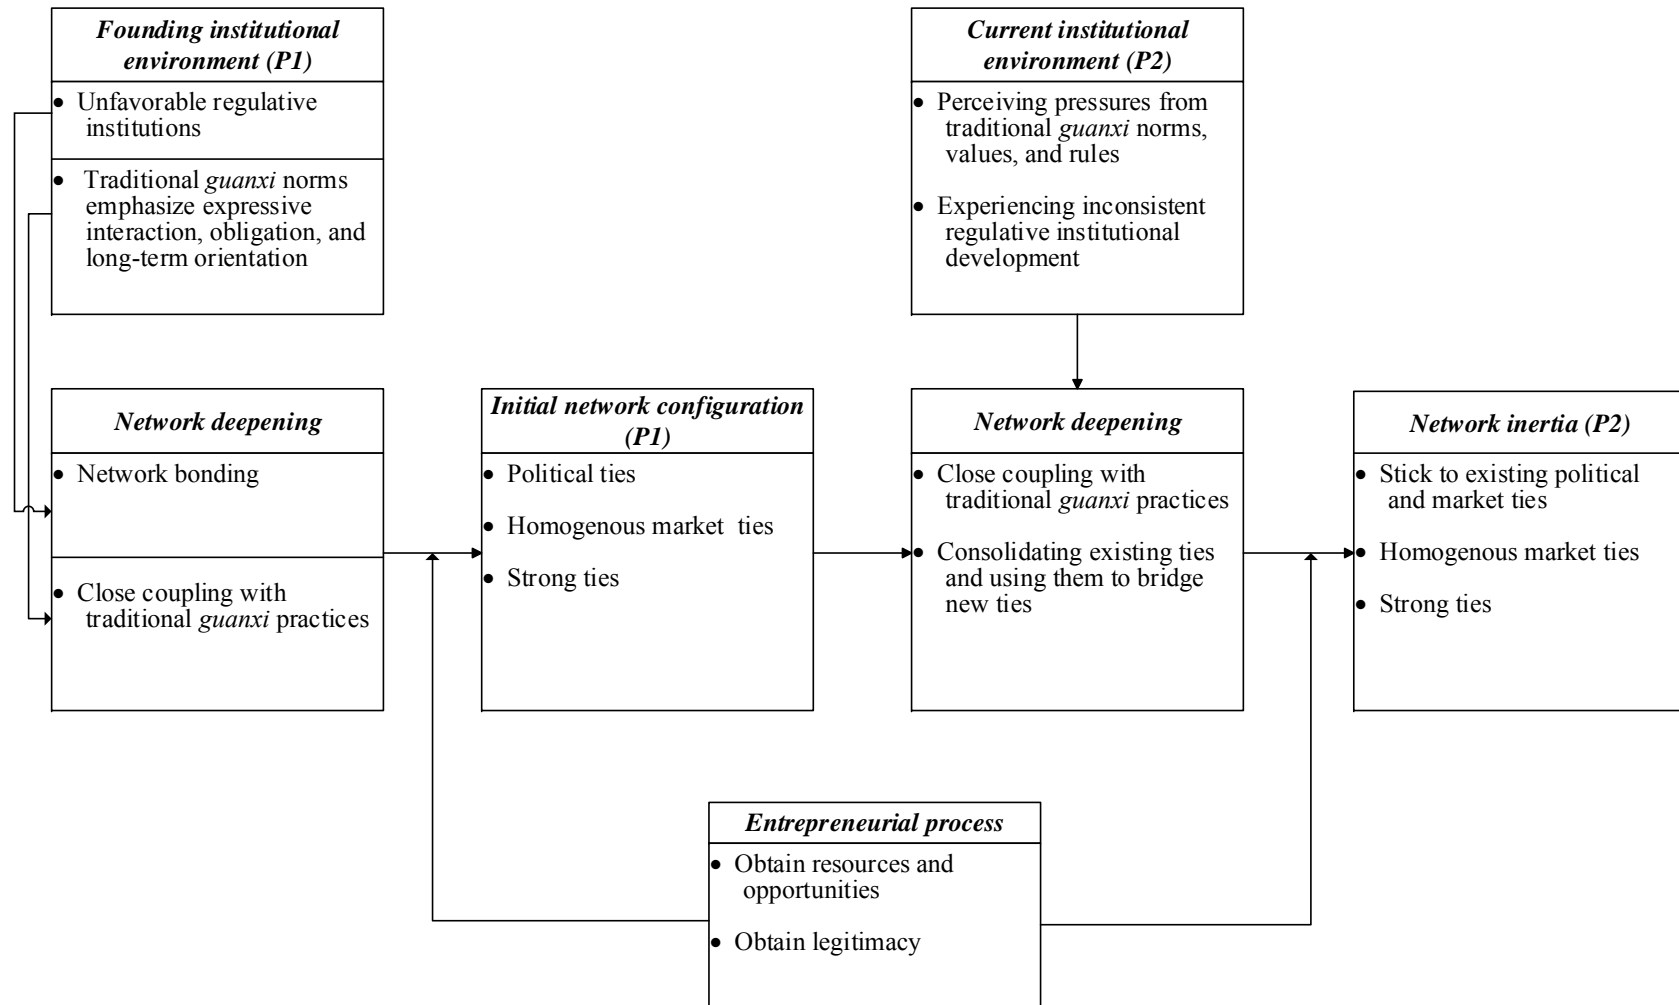 Founding institutional
environment (P1)
• Unfavorable regulative
institutions
• Traditional guanxi norms
emphasize expressive
interaction, obligation, and
long-term orientation
Current institutional
environment (P2)
• Perceiving pressures from
traditional guanxi norms,
values, and rules
• Experiencing inconsistent
regulative institutional
development
Network deepening
• Network bonding
• Close coupling with
traditional guanxi practices
Initial network configuration
(P1)
• Political ties
• Homogenous market ties
• Strong ties
Network deepening
• Close coupling with
traditional guanxi practices
• Consolidating existing ties
and using them to bridge
new ties
Network inertia (P2)
• Stick to existing political
and market ties
• Homogenous market ties
• Strong ties
Entrepreneurial process
• Obtain resources and
opportunities
• Obtain legitimacy